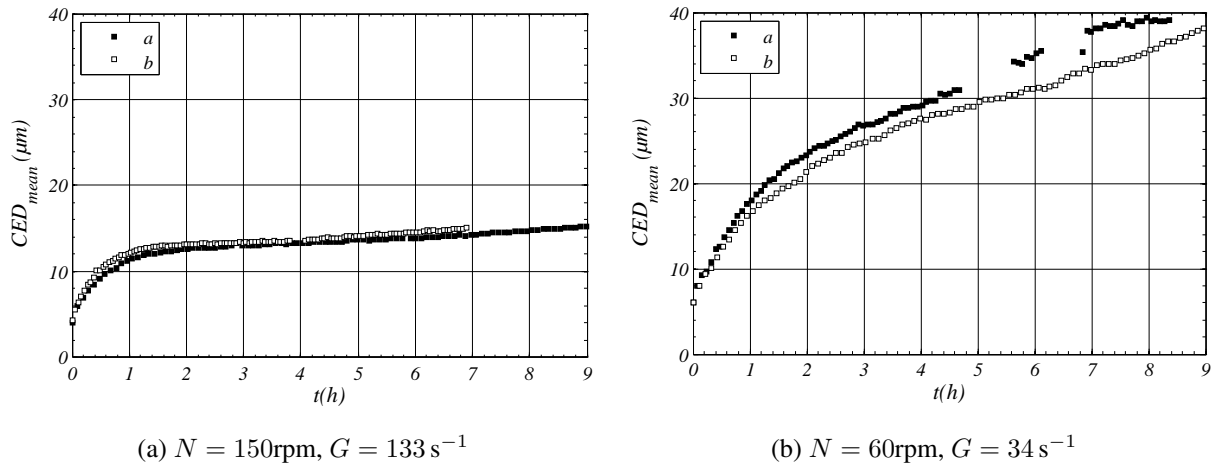 40
30
20
10
0
CED_mean (μm)
a
b
0 1 2 3 4 5 6 7 8 9
t(h)
(a) N = 150rpm, G = 133 s⁻¹
40
30
20
10
0
CED_mean (μm)
a
b
0 1 2 3 4 5 6 7 8 9
t(h)
(b) N = 60rpm, G = 34 s⁻¹